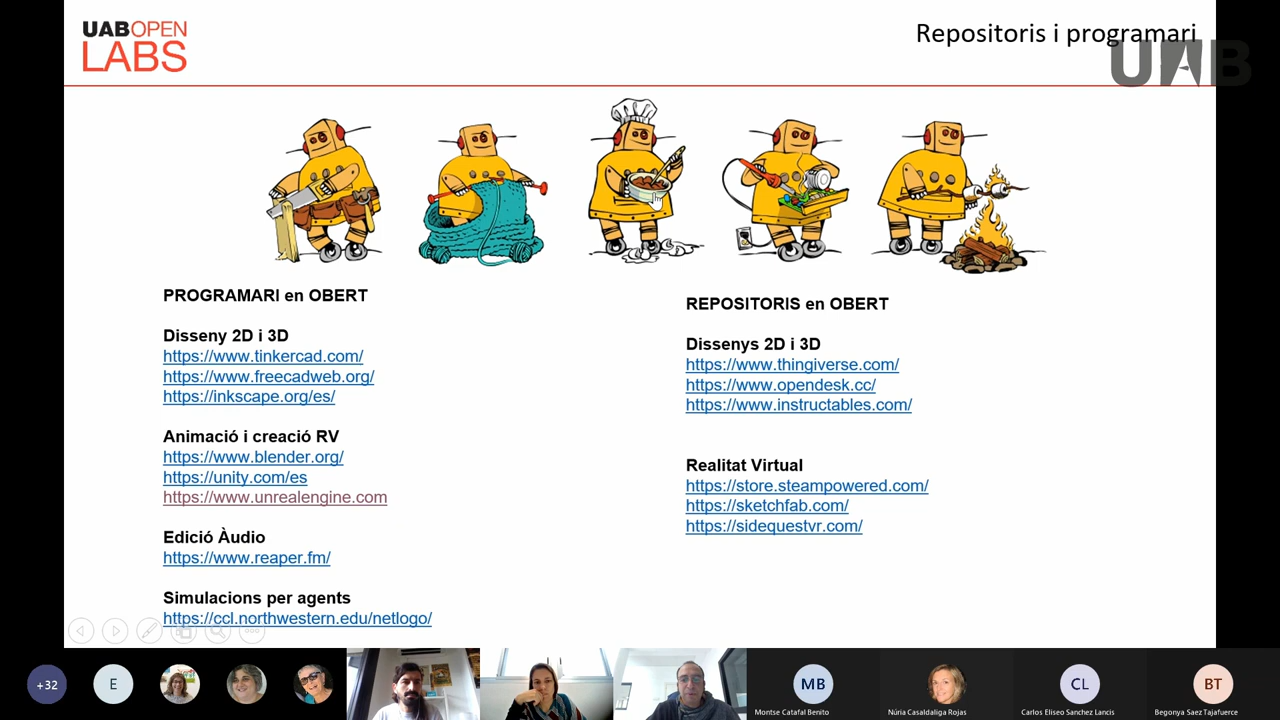 UABOPEN
LABS
Repositoris i programari
UAB
PROGRAMARI en OBERT
Disseny 2D i 3D
https://www.tinkercad.com/
https://www.freecadweb.org/
https://inkscape.org/es/
Animació i creació RV
https://www.blender.org/
https://unity.com/es
https://www.unrealengine.com
Edició Àudio
https://www.reaper.fm/
Simulacions per agents
https://ccl.northwestern.edu/netlogo/
REPOSITORIS en OBERT
Dissenys 2D i 3D
https://www.thingiverse.com/
https://www.opendesk.cc/
https://www.instructables.com/
Realitat Virtual
https://store.steampowered.com/
https://sketchfab.com/
https://sidequestvr.com/
+32
E
MB
Montse Catafal Benito
Núria Casaldaliga Rojas
CL
Carlos Eliseo Sanchez Lancis
BT
Begonya Saez Tajafuerce